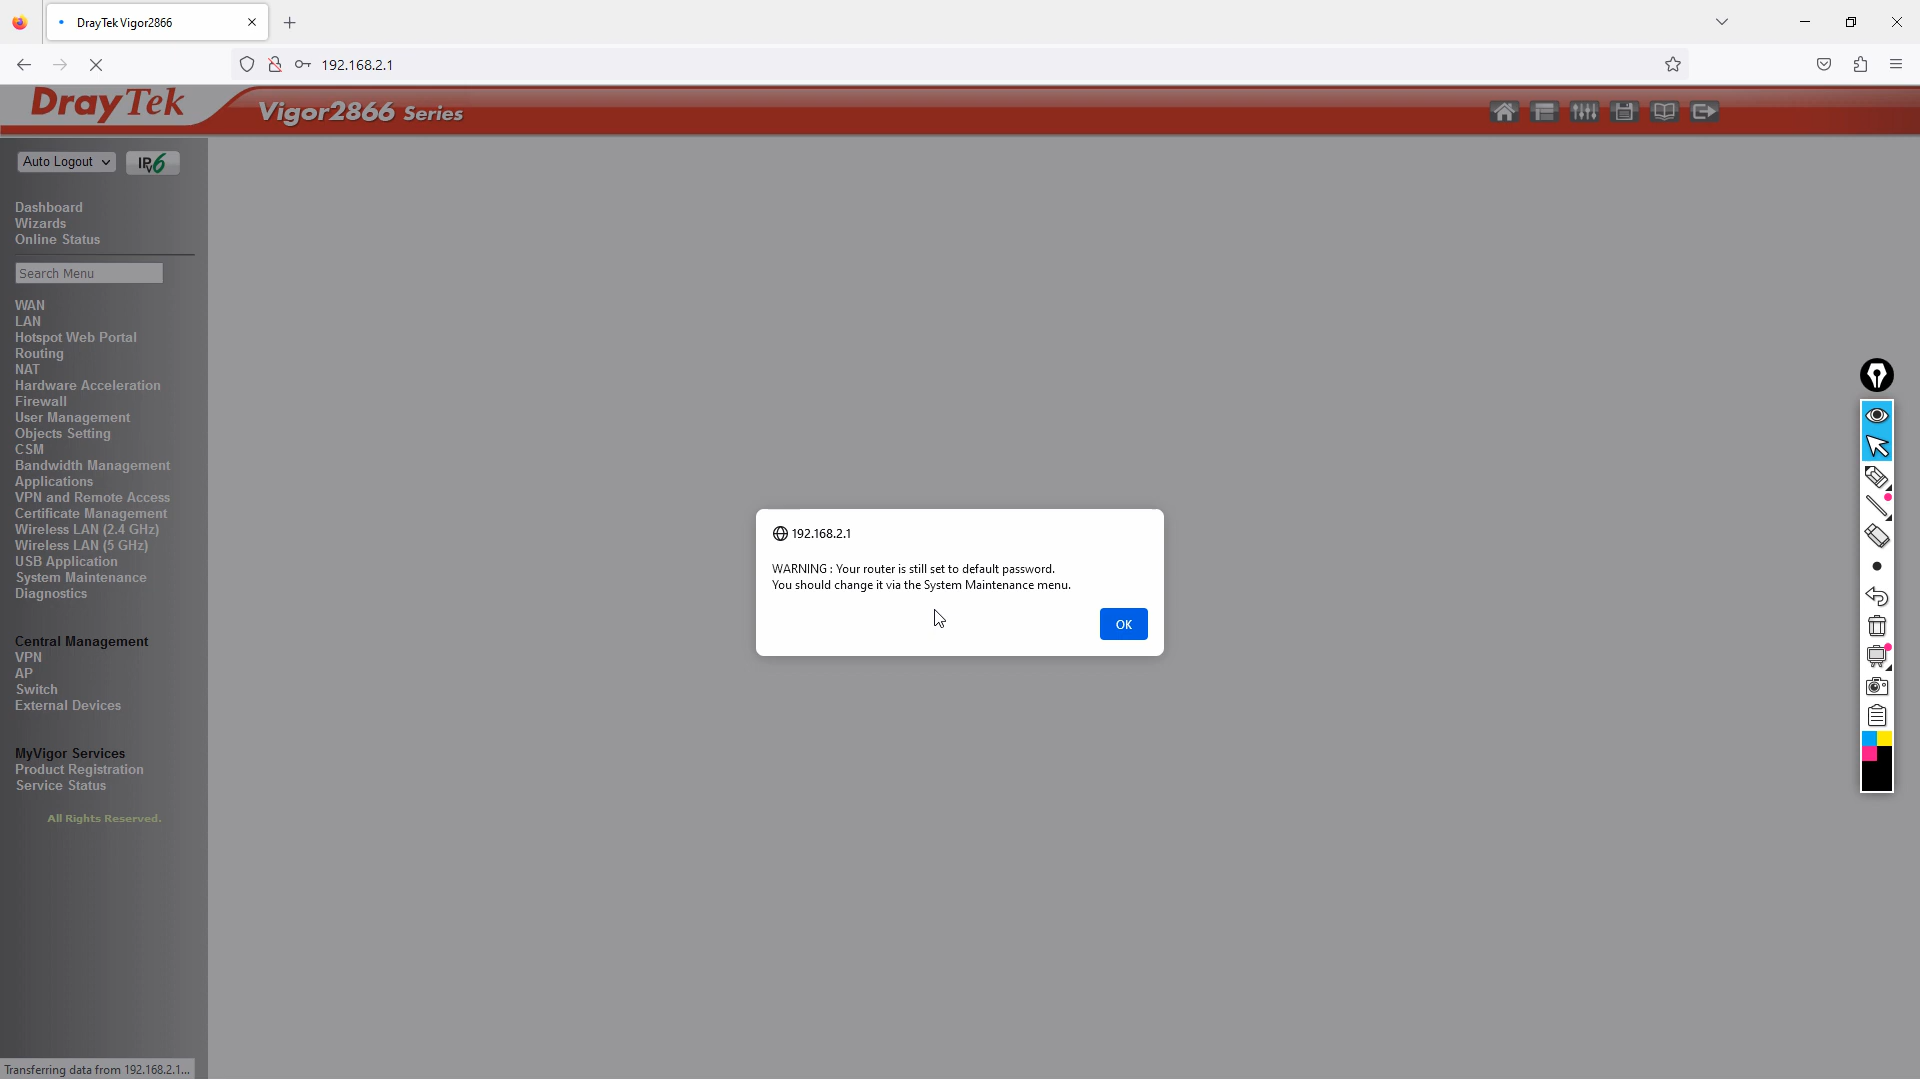 DrayTek Vigor2866
192.168.2.1
DrayTek
Vigor2866 Series
Auto Logout
IPv6
Dashboard
Wizards
Online Status
Search Menu
WAN
LAN
Hotspot Web Portal
Routing
NAT
Hardware Acceleration
Firewall
User Management
Objects Setting
CSM
Bandwidth Management
Applications
VPN and Remote Access
Certificate Management
Wireless LAN (2.4 GHz)
Wireless LAN (5 GHz)
USB Application
System Maintenance
Diagnostics
Central Management
VPN
AP
Switch
External Devices
MyVigor Services
Product Registration
Service Status
All Rights Reserved.
192.168.2.1
WARNING : Your router is still set to default password.
You should change it via the System Maintenance menu.
OK
Transferring data from 192.168.2.1...